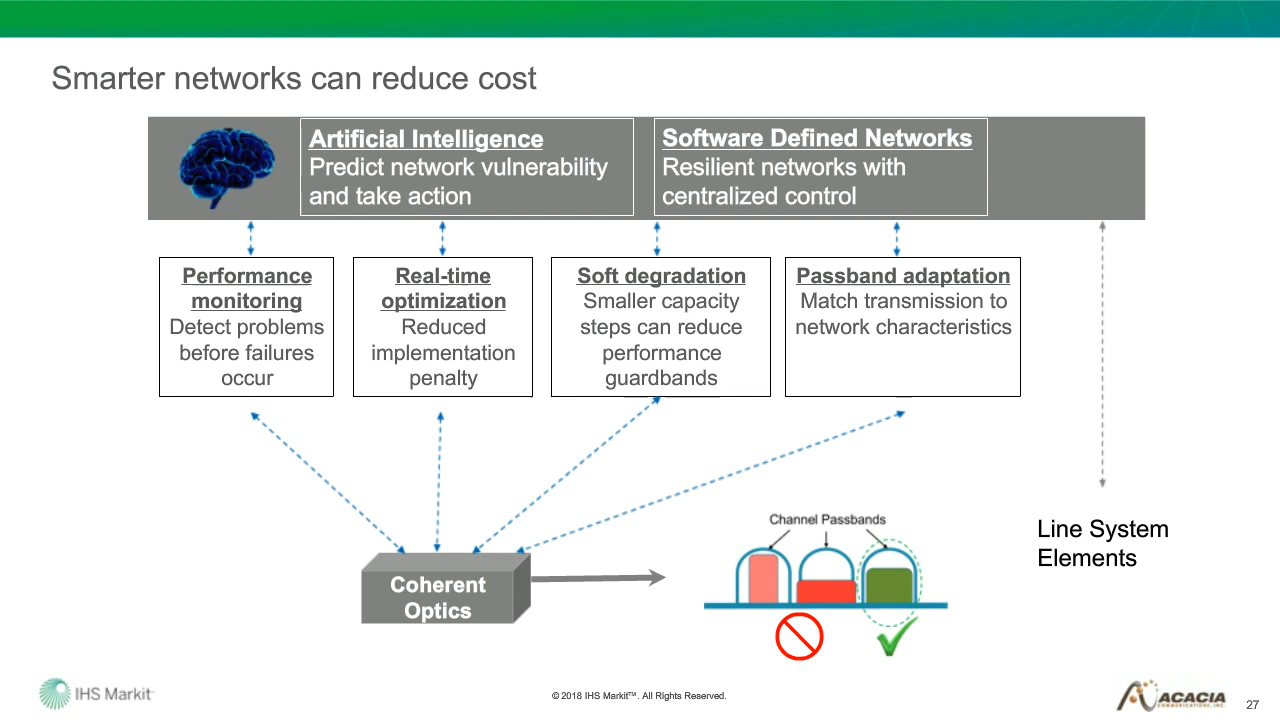 Smarter networks can reduce cost
Artificial Intelligence
Predict network vulnerability
and take action
Software Defined Networks
Resilient networks with
centralized control
Performance
monitoring
Detect problems
before failures
occur
Real-time
optimization
Reduced
implementation
penalty
Soft degradation
Smaller capacity
steps can reduce
performance
guardbands
Passband adaptation
Match transmission to
network characteristics
Channel Passbands
Line System
Elements
Coherent
Optics
IHS Markit™
© 2018 IHS Markit™. All Rights Reserved.
ACACIA
COMMUNICATIONS, INC.
27